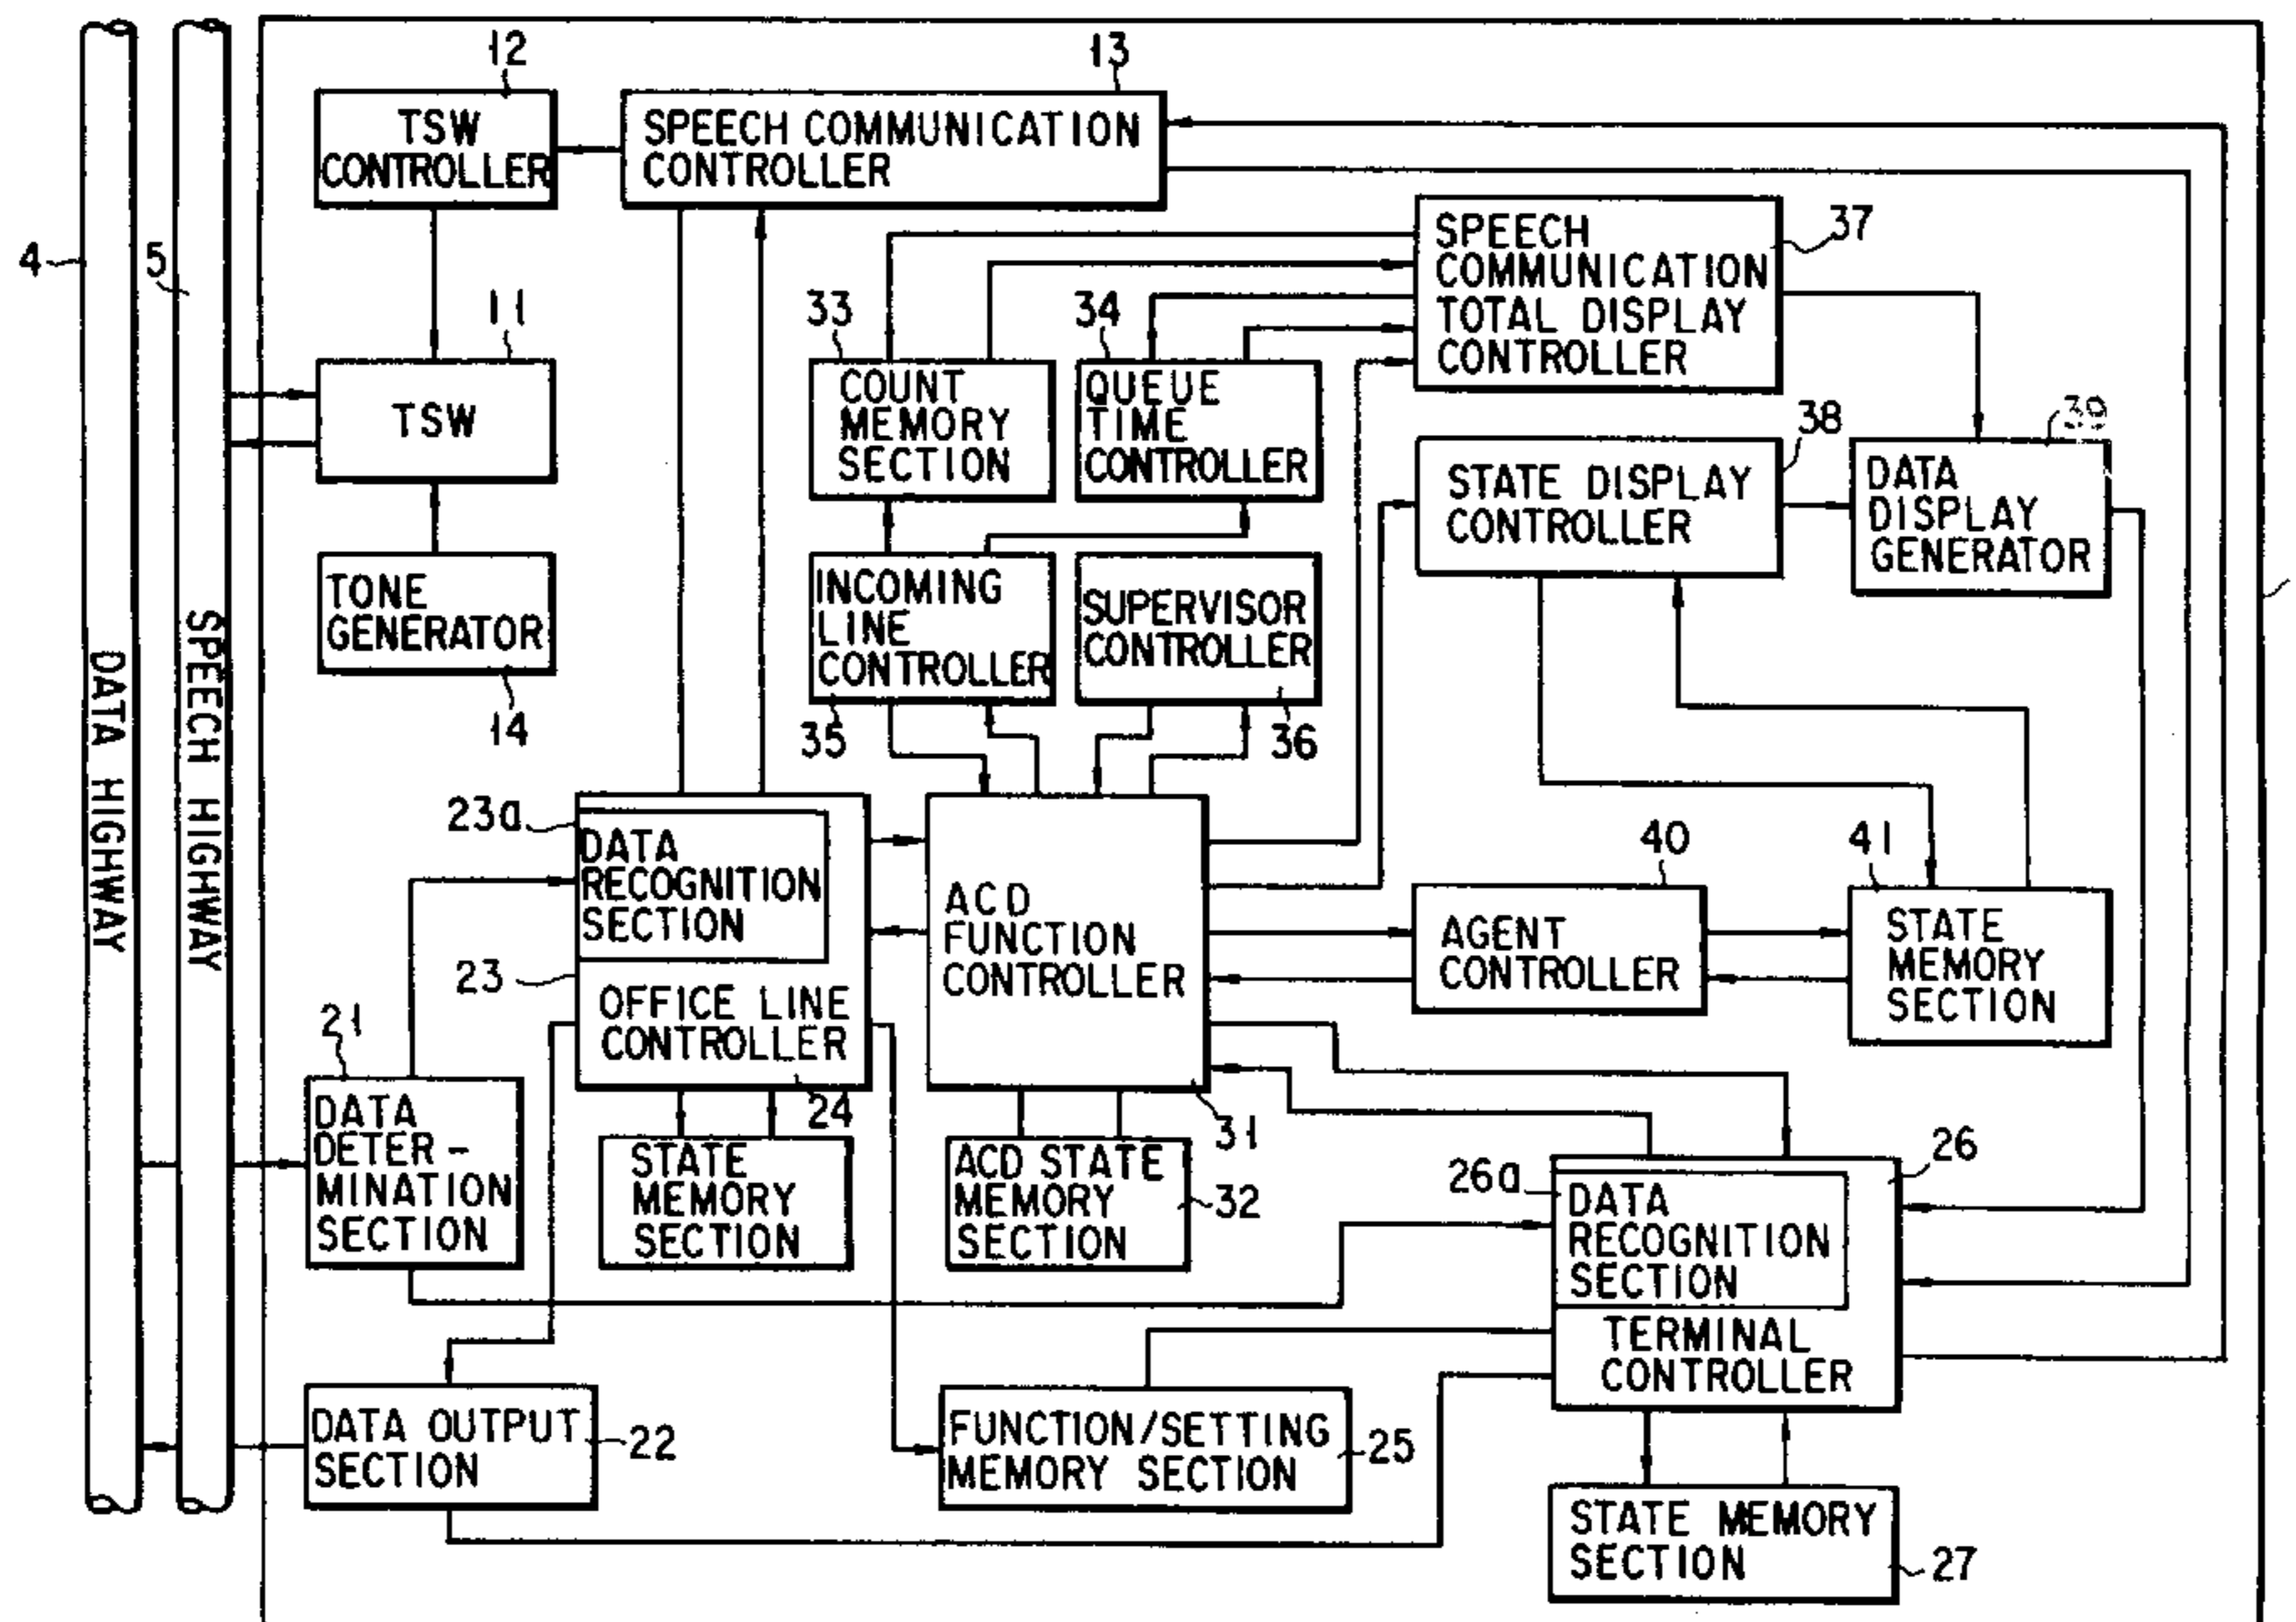 12
13
TSW
CONTROLLER
SPEECH COMMUNICATION
CONTROLLER
4
5
11
TSW
TONE
GENERATOR
14
DATA HIGHWAY
SPEECH HIGHWAY
33
COUNT
MEMORY
SECTION
34
QUEUE
TIME
CONTROLLER
SPEECH
COMMUNICATION
TOTAL DISPLAY
CONTROLLER
37
38
STATE DISPLAY
CONTROLLER
39
DATA
DISPLAY
GENERATOR
INCOMING
LINE
CONTROLLER
35
SUPERVISOR
CONTROLLER
36
23a
DATA
RECOGNITION
SECTION
23
OFFICE LINE
CONTROLLER
24
STATE
MEMORY
SECTION
ACD
FUNCTION
CONTROLLER
31
ACD STATE
MEMORY
SECTION
32
40
AGENT
CONTROLLER
41
STATE
MEMORY
SECTION
21
DATA
DETER-
MINATION
SECTION
DATA OUTPUT
SECTION
22
FUNCTION/SETTING
MEMORY SECTION
25
26
26a
DATA
RECOGNITION
SECTION
TERMINAL
CONTROLLER
STATE MEMORY
SECTION
27